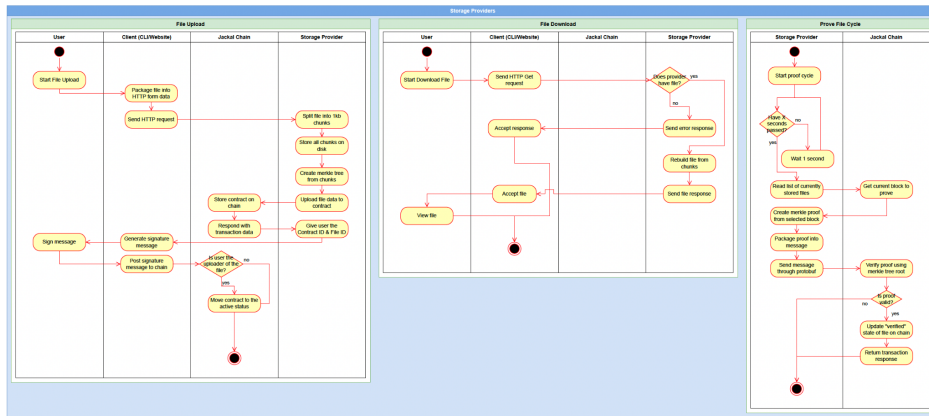 Storage Providers
File Upload
User
Client (CLI/Website)
Jackal Chain
Storage Provider
Start File Upload
Package file into
HTTP form data
Send HTTP request
Split file into 1kb
chunks
Store all chunks on
disk
Create merkle tree
from chunks
Upload file data to
contract
Store contract on
chain
Respond with
transaction data
Give user the
Contract ID & File ID
Generate signature
message
Sign message
Post signature
message to chain
Is user the
uploader of the
file?
no
yes
Move contract to the
active status
File Download
User
Client (CLI/Website)
Jackal Chain
Storage Provider
Start Download File
Send HTTP Get
request
Does provider
have file?
yes
no
Send error response
Accept response
Rebuild file from
chunks
Send file response
Accept file
View file
Prove File Cycle
Storage Provider
Jackal Chain
Start proof cycle
Have X
seconds
passed?
no
yes
Wait 1 second
Read list of currently
stored files
Get current block to
prove
Create merkle proof
from selected block
Package proof into
message
Send message
through protobuf
Verify proof using
merkle tree root
Is proof
valid?
no
yes
Update "verified"
state of file on chain
Return transaction
response